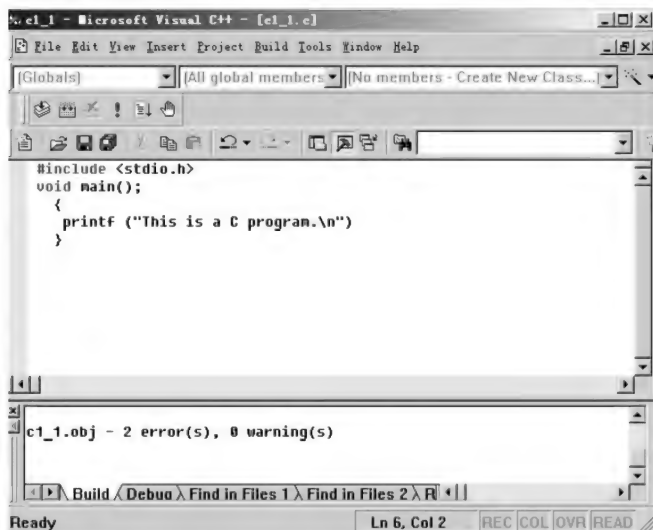 c1_1 - Microsoft Visual C++ - [c1_1.c]
File Edit View Insert Project Build Tools Window Help
(Globals) (All global members (No members - Create New Class...)
#include <stdio.h>
void main();
{
printf ("This is a C program.\n")
}
c1_1.obj - 2 error(s), 0 warning(s)
Build Debug Find in Files 1 Find in Files 2 R
Ready Ln 6, Col 2 REC COL OVR READ